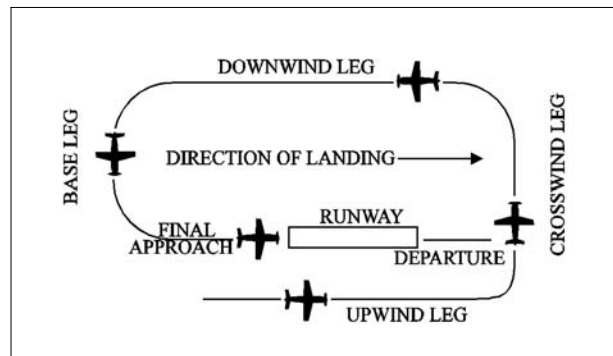 DOWNWIND LEG
BASE LEG
DIRECTION OF LANDING
CROSSWIND LEG
RUNWAY
FINAL
APPROACH
DEPARTURE
UPWIND LEG